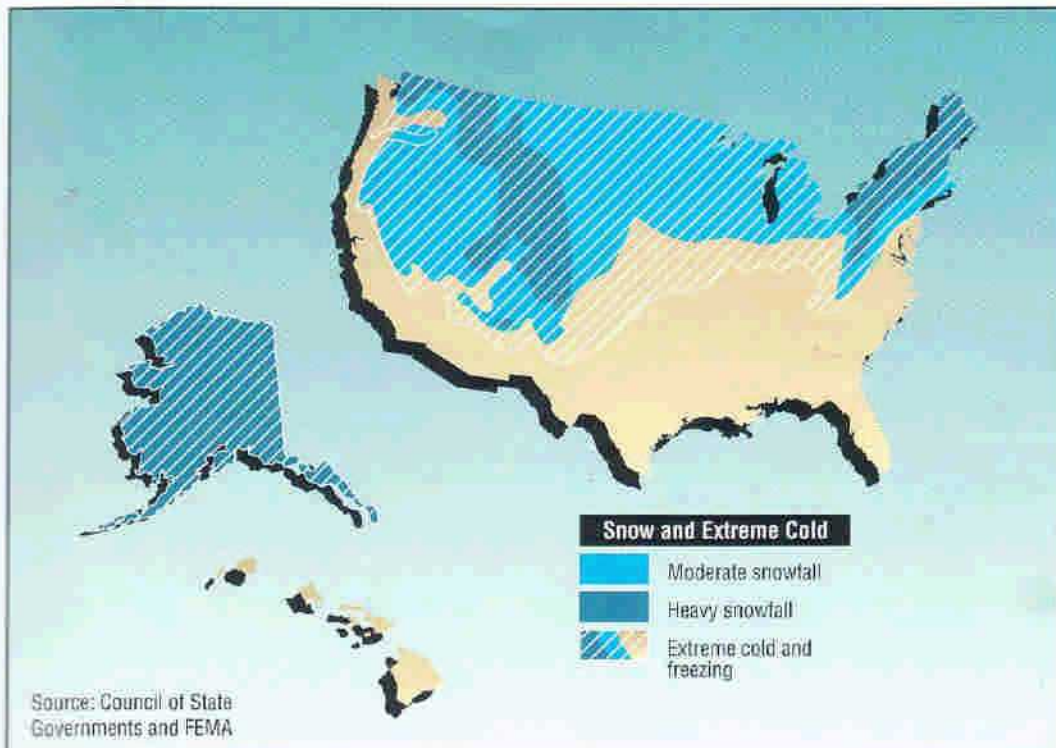 Snow and Extreme Cold
Moderate snowfall
Heavy snowfall
Extreme cold and
freezing
Source: Council of State
Governments and FEMA